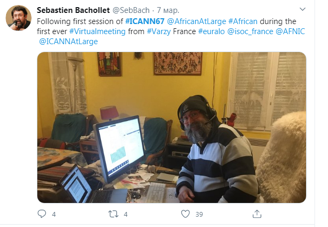 Sebastien Bachollet @SebBach · 7 мар.
Following first session of #ICANN67 @AfricanAtLarge #African during the
first ever #Virtualmeeting from #Varzy France #euralo @isoc_france @AFNIC
@ICANNAtLarge
4 4 39